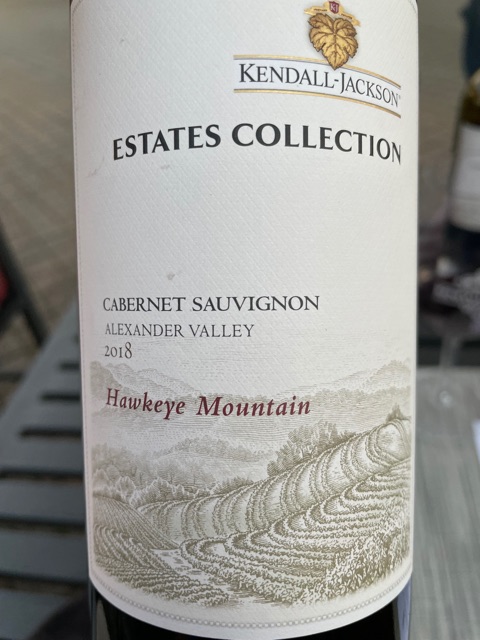 KENDALL-JACKSON
ESTATES COLLECTION
CABERNET SAUVIGNON
ALEXANDER VALLEY
2018
Hawkeye Mountain